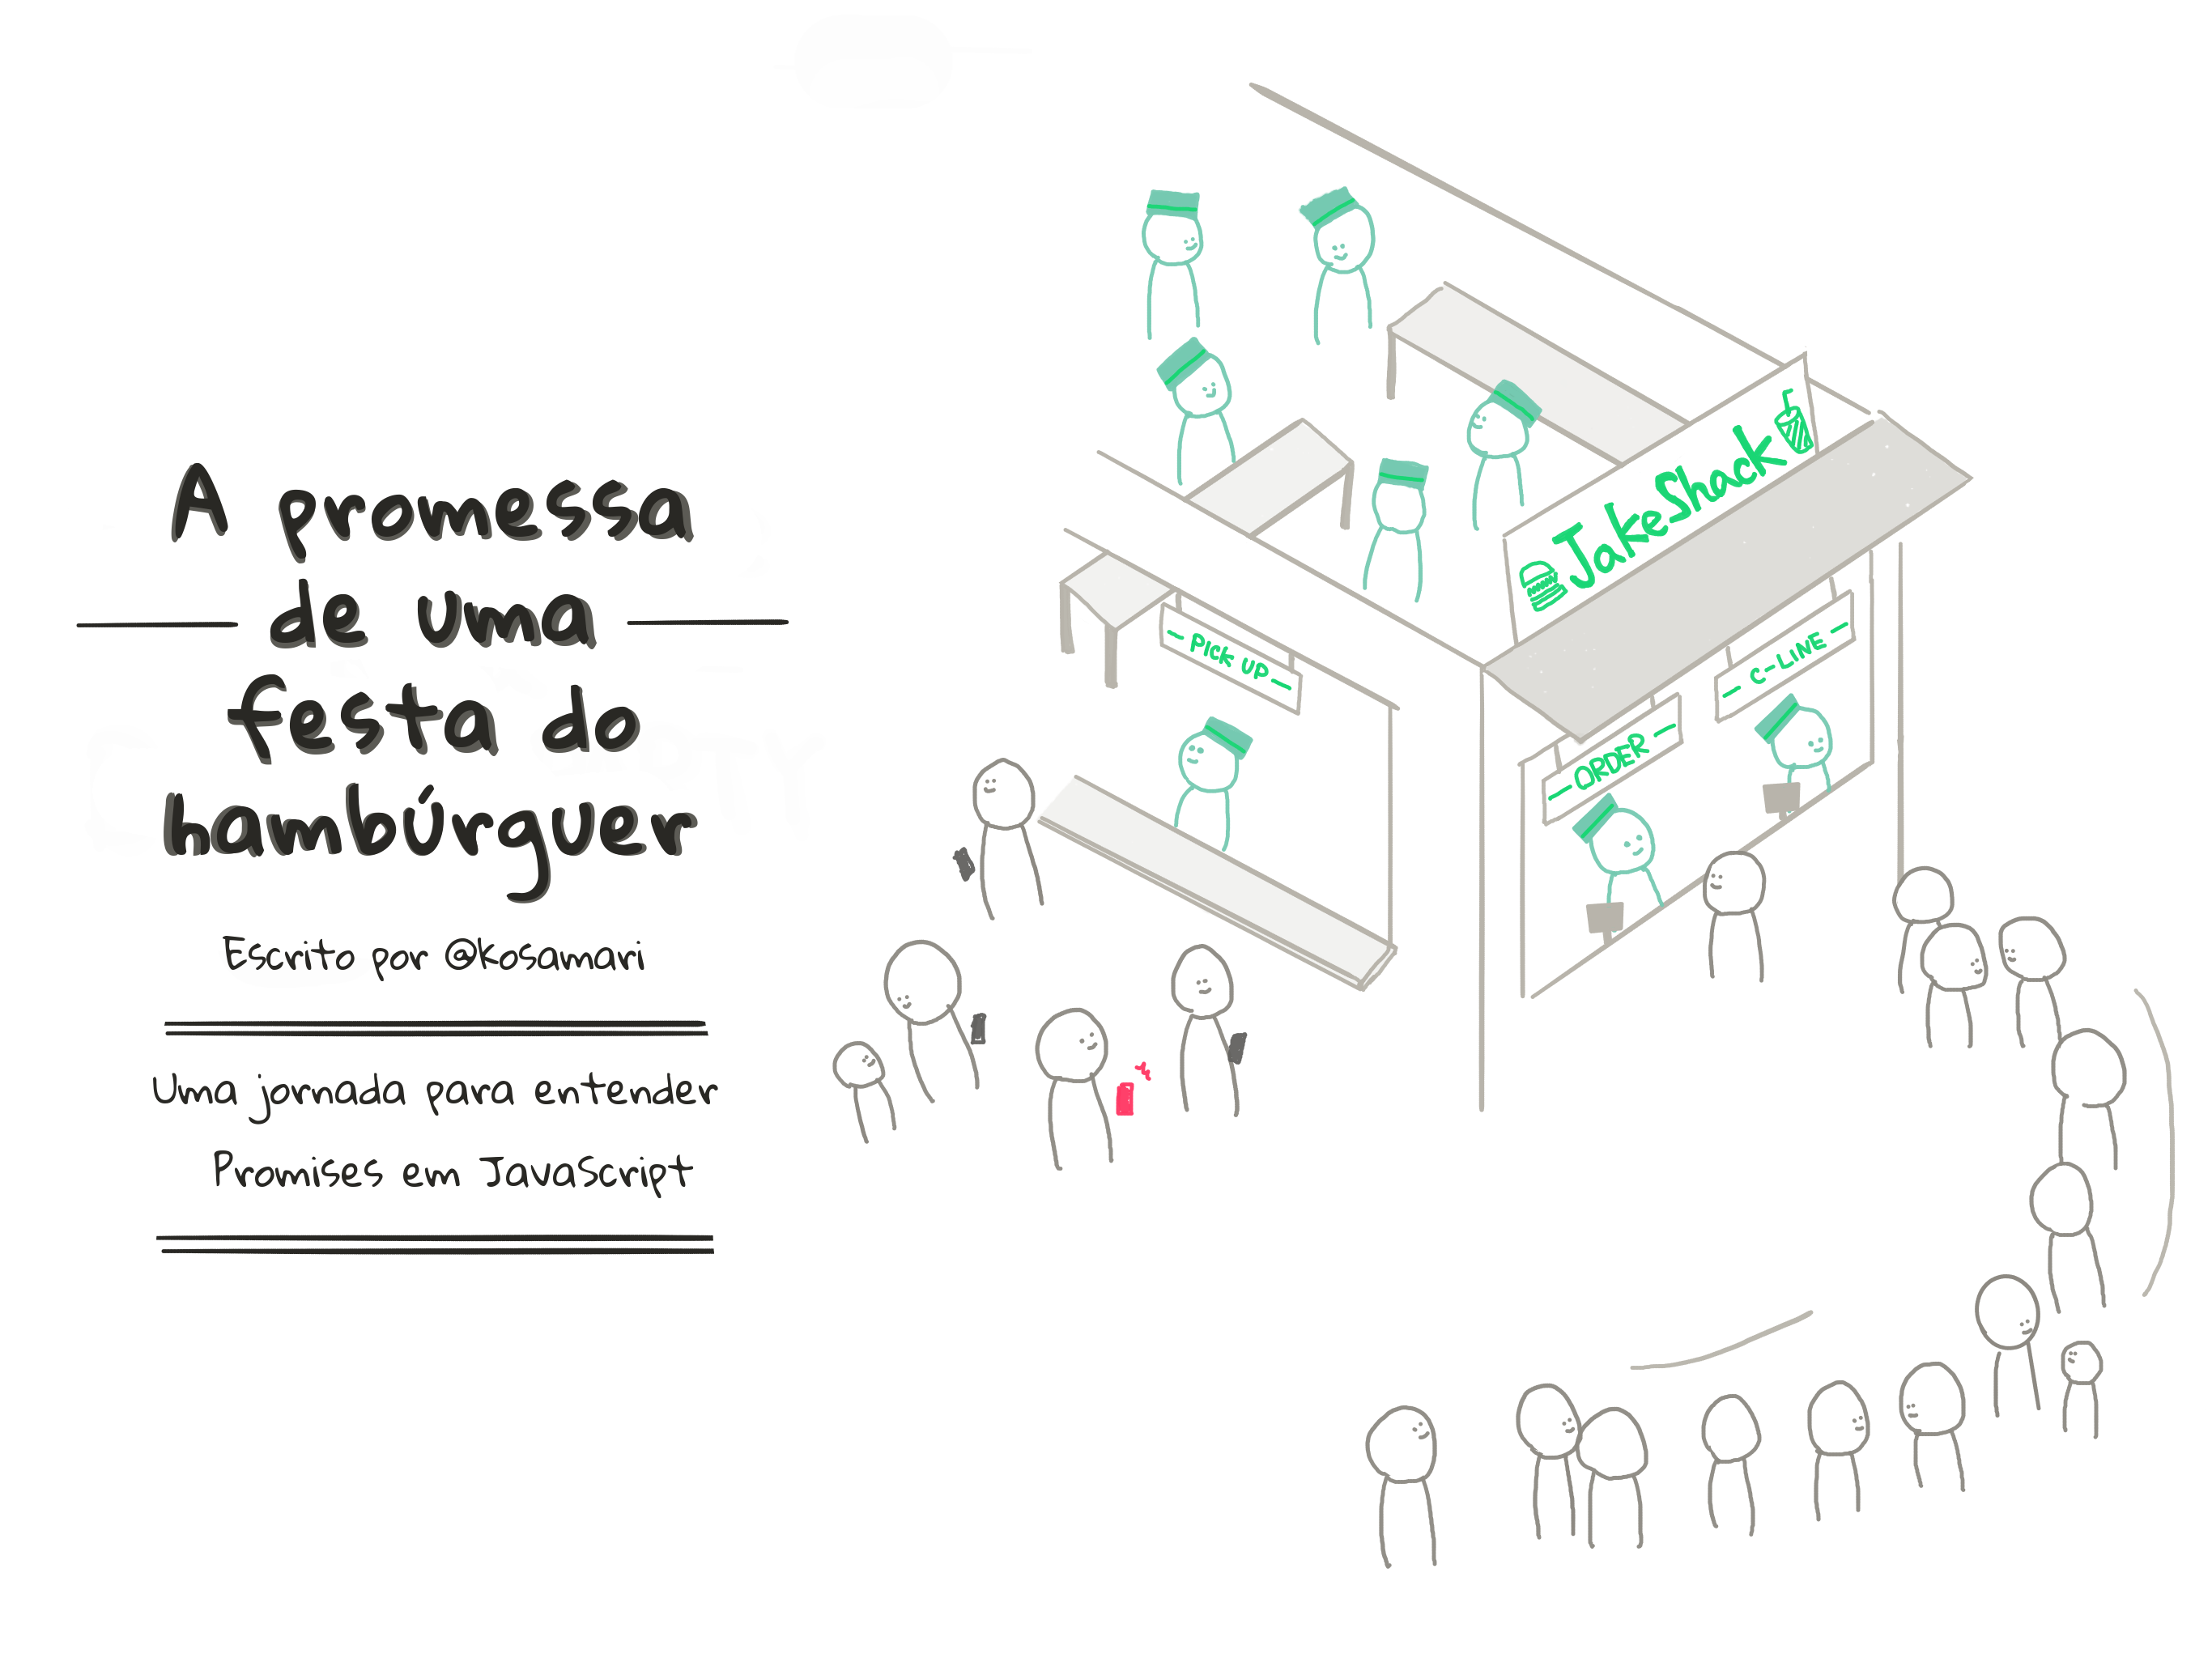 A promessa
de uma
festa do
hambúrguer
Escrito por @kosamari
Uma jornada para entender
Promises em JavaScript
JakeShack
PICK UP
ORDER
C-LINE